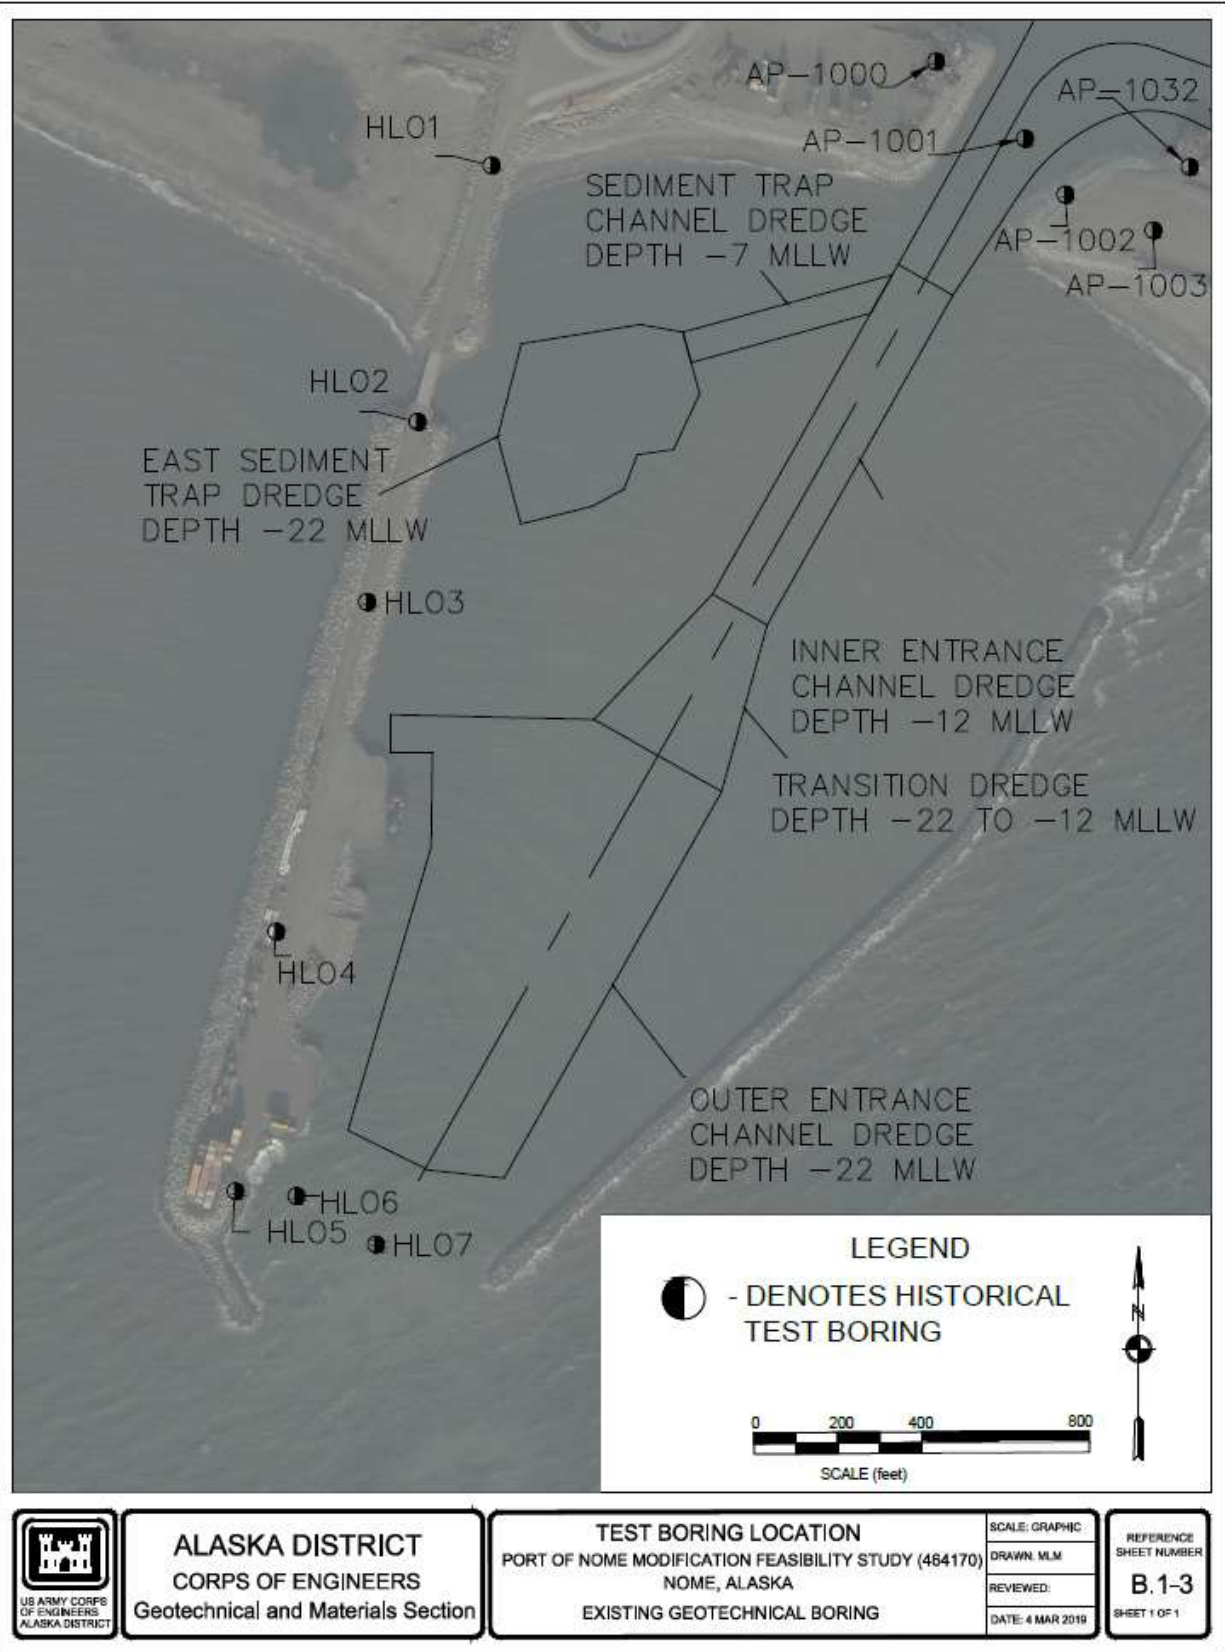 AP-1000
AP-1032
HL01
AP-1001
SEDIMENT TRAP
CHANNEL DREDGE
DEPTH -7 MLLW
AP-1002
AP-1003
HL02
EAST SEDIMENT
TRAP DREDGE
DEPTH -22 MLLW
HL03
INNER ENTRANCE
CHANNEL DREDGE
DEPTH -12 MLLW
TRANSITION DREDGE
DEPTH -22 TO -12 MLLW
HL04
OUTER ENTRANCE
CHANNEL DREDGE
DEPTH -22 MLLW
HL06
HL05
HL07
LEGEND
- DENOTES HISTORICAL
TEST BORING
N
0 200 400 800
SCALE (feet)
US ARMY CORPS
OF ENGINEERS
ALASKA DISTRICT
ALASKA DISTRICT
CORPS OF ENGINEERS
Geotechnical and Materials Section
TEST BORING LOCATION
PORT OF NOME MODIFICATION FEASIBILITY STUDY (464170)
NOME, ALASKA
EXISTING GEOTECHNICAL BORING
SCALE: GRAPHIC
DRAWN: MLM
REVIEWED:
DATE: 4 MAR 2019
REFERENCE
SHEET NUMBER
B.1-3
SHEET 1 OF 1